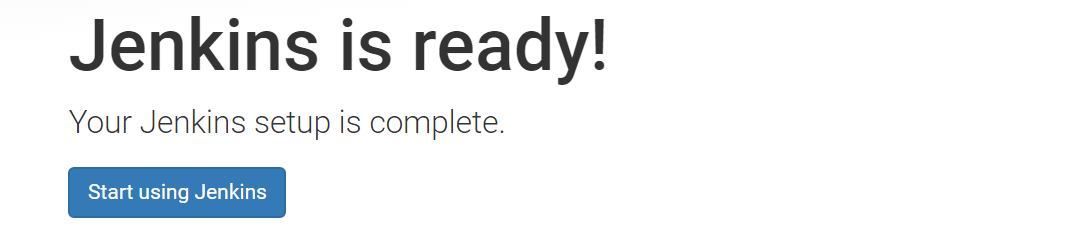 Jenkins is ready!
Your Jenkins setup is complete.
Start using Jenkins